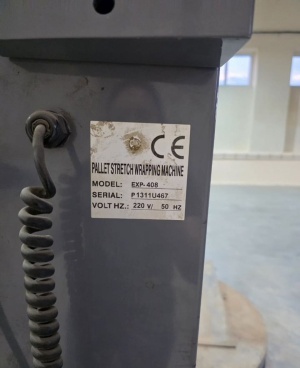 CE
PALLET STRETCH WRAPPING MACHINE
MODEL: EXP-408
SERIAL: P1311U467
VOLT HZ.: 220 V/ 50 HZ